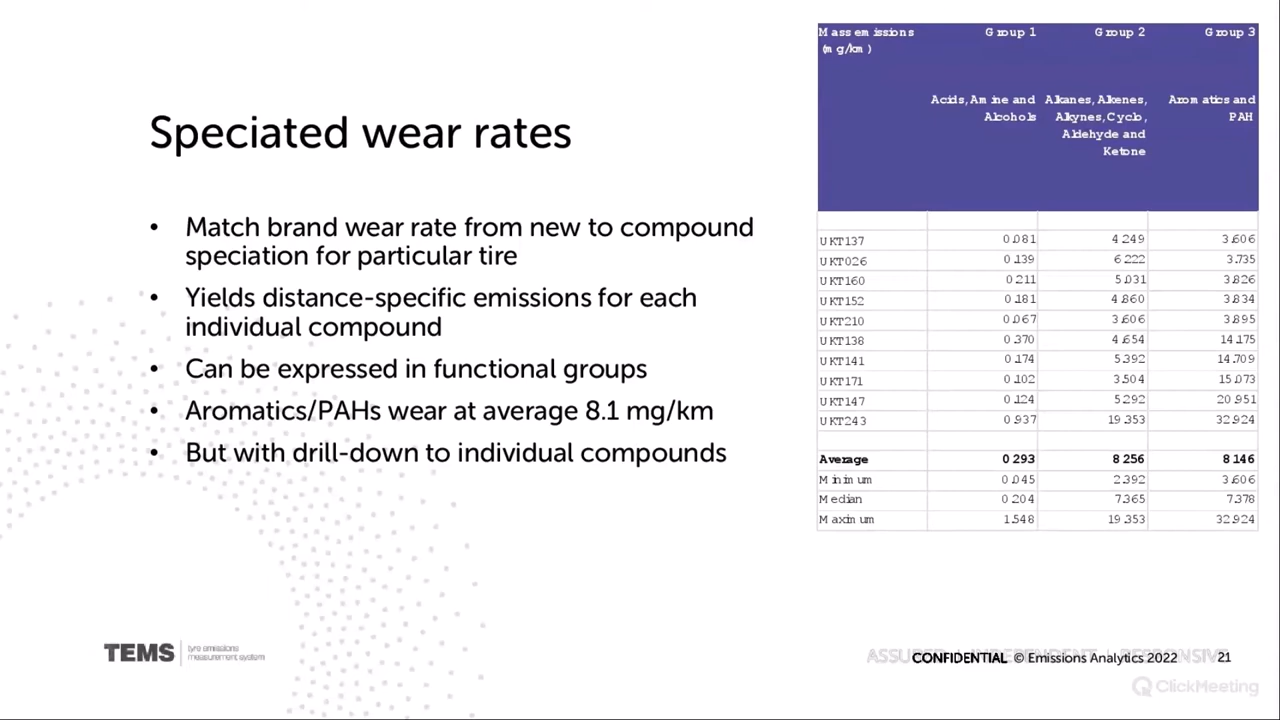 Speciated wear rates
• Match brand wear rate from new to compound
speciation for particular tire
• Yields distance-specific emissions for each
individual compound
• Can be expressed in functional groups
• Aromatics/PAHs wear at average 8.1 mg/km
• But with drill-down to individual compounds
Mass emissions Group 1 Group 2 Group 3
(mg/km)
Acids, Amine and Alkanes, Alkenes, Aromatics and
Alcohols Alkynes, Cyclo, PAH
Aldehyde and
Ketone
UKT137 0.081 4.249 3.606
UKT026 0.139 6.222 3.735
UKT160 0.211 5.031 3.826
UKT152 0.181 4.860 3.834
UKT210 0.067 3.606 3.895
UKT138 0.370 4.654 14.175
UKT141 0.174 5.392 14.709
UKT171 0.102 3.504 15.073
UKT147 0.124 5.292 20.951
UKT243 0.937 19.353 32.924
Average 0.293 8.256 8.146
Minimum 0.045 2.392 3.606
Median 0.204 7.365 7.378
Maximum 1.548 19.353 32.924
TEMS tyre emissions
measurement system
CONFIDENTIAL © Emissions Analytics 2022 21
ClickMeeting